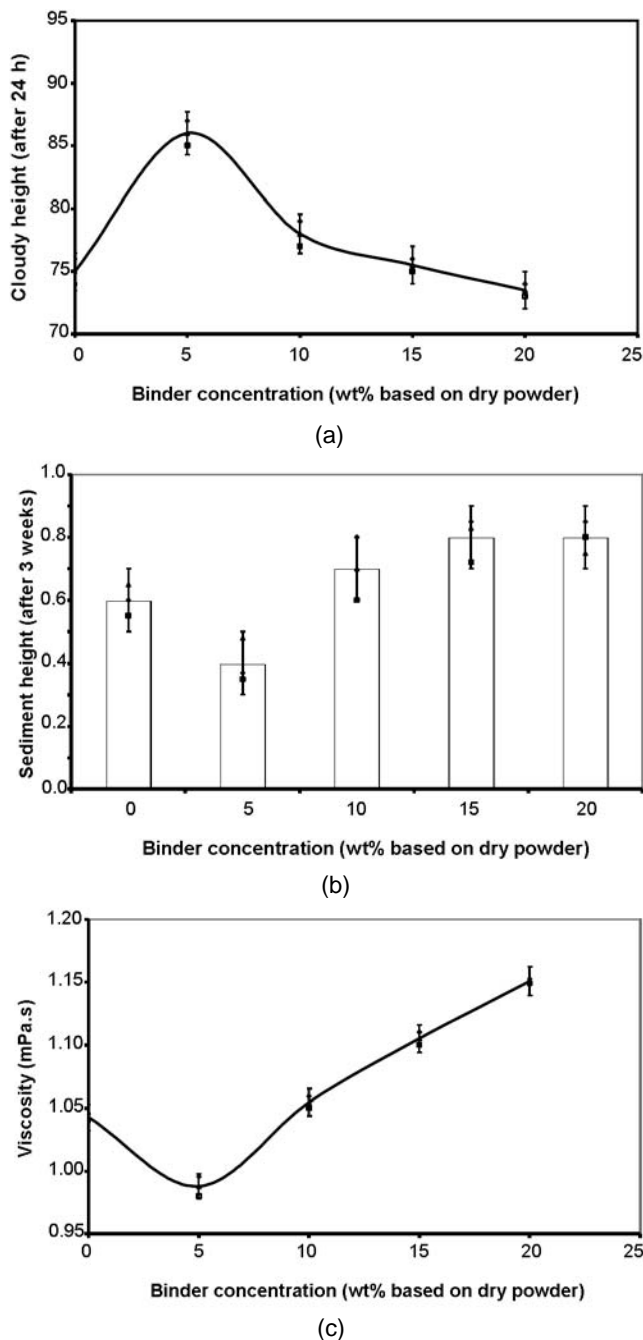 95
90
85
80
75
70
Cloudy height (after 24 h)
0 5 10 15 20 25
Binder concentration (wt% based on dry powder)
(a)
1.0
0.8
0.6
0.4
0.2
0.0
Sediment height (after 3 weeks)
0 5 10 15 20
Binder concentration (wt% based on dry powder)
(b)
1.20
1.15
1.10
1.05
1.00
0.95
Viscosity (mPa.s)
0 5 10 15 20 25
Binder concentration (wt% based on dry powder)
(c)